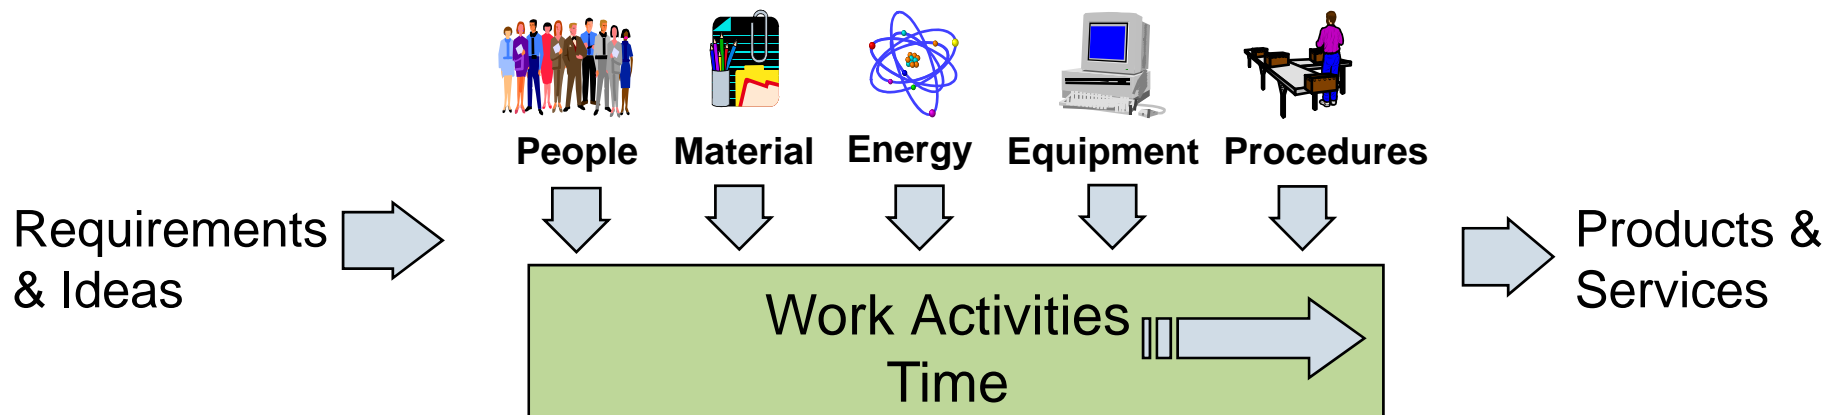 People Material Energy Equipment Procedures
Requirements
& Ideas
Work Activities
Time
Products &
Services